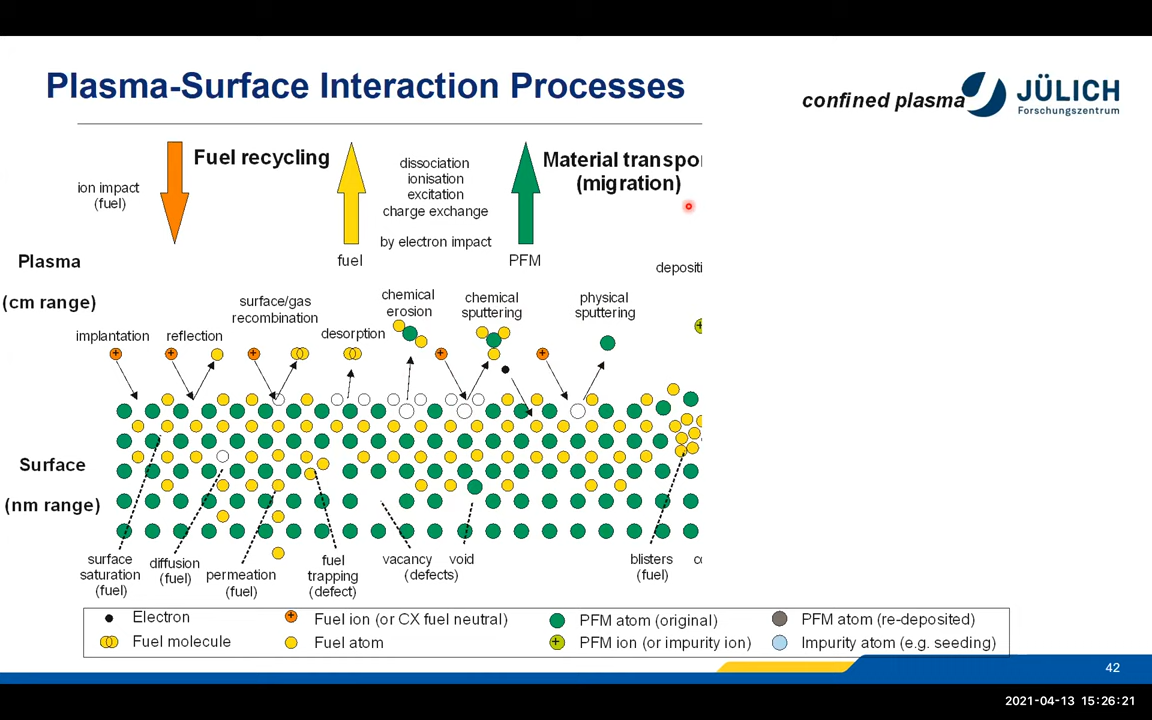 Plasma-Surface Interaction Processes
confined plasma
JÜLICH
Forschungszentrum
Fuel recycling
ion impact
(fuel)
fuel
dissociation
ionisation
excitation
charge exchange
by electron impact
PFM
Material transpo
(migration)
Plasma
(cm range)
depositi
implantation
reflection
surface/gas
recombination
desorption
chemical
erosion
chemical
sputtering
physical
sputtering
Surface
(nm range)
surface
saturation
(fuel)
diffusion
(fuel)
permeation
(fuel)
fuel
trapping
(defect)
vacancy void
(defects)
blisters
(fuel)
Electron
Fuel ion (or CX fuel neutral)
PFM atom (original)
PFM atom (re-deposited)
Fuel molecule
Fuel atom
PFM ion (or impurity ion)
Impurity atom (e.g. seeding)
42
2021-04-13 15:26:21